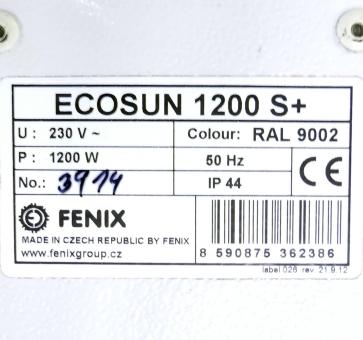 ECOSUN 1200 S+
U : 230 V ~ Colour: RAL 9002
P : 1200 W 50 Hz CE
No.: 3914 IP 44
FENIX
MADE IN CZECH REPUBLIC BY FENIX
www.fenixgroup.cz
8 590875 362386
label 026 rev. 21.9.12